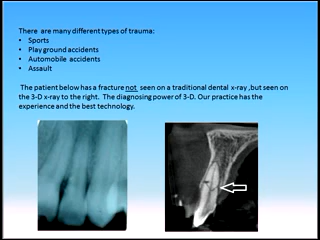 There are many different types of trauma:
• Sports
• Play ground accidents
• Automobile accidents
• Assault
The patient below has a fracture not seen on a traditional dental x-ray ,but seen on
the 3-D x-ray to the right. The diagnosing power of 3-D. Our practice has the
experience and the best technology.